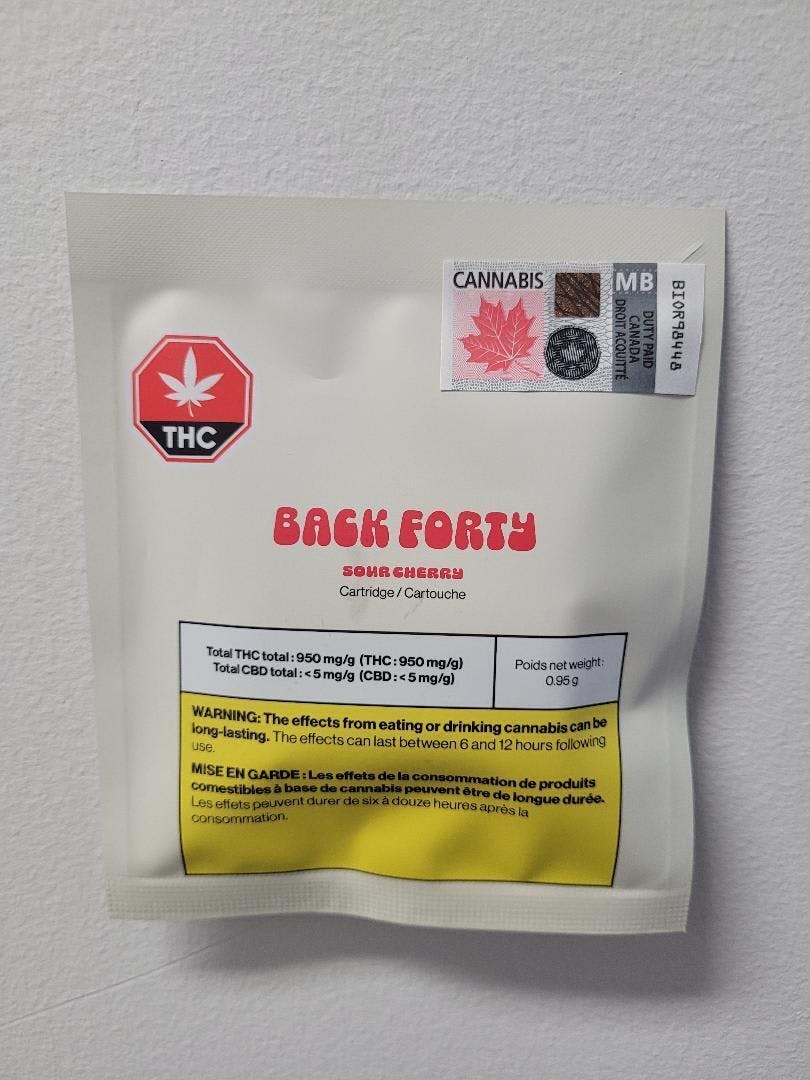 CANNABIS
MB
DUTY PAID
CANADA
DROIT ACQUITTÉ
BIOR98448
THC
BACK FORTY
SOUR CHERRY
Cartridge / Cartouche
Total THC total : 950 mg/g (THC : 950 mg/g)
Total CBD total : < 5 mg/g (CBD : < 5 mg/g)
Poids net weight:
0.95 g
WARNING: The effects from eating or drinking cannabis can be
long-lasting. The effects can last between 6 and 12 hours following
use.
MISE EN GARDE : Les effets de la consommation de produits
comestibles à base de cannabis peuvent être de longue durée.
Les effets peuvent durer de six à douze heures après la
consommation.